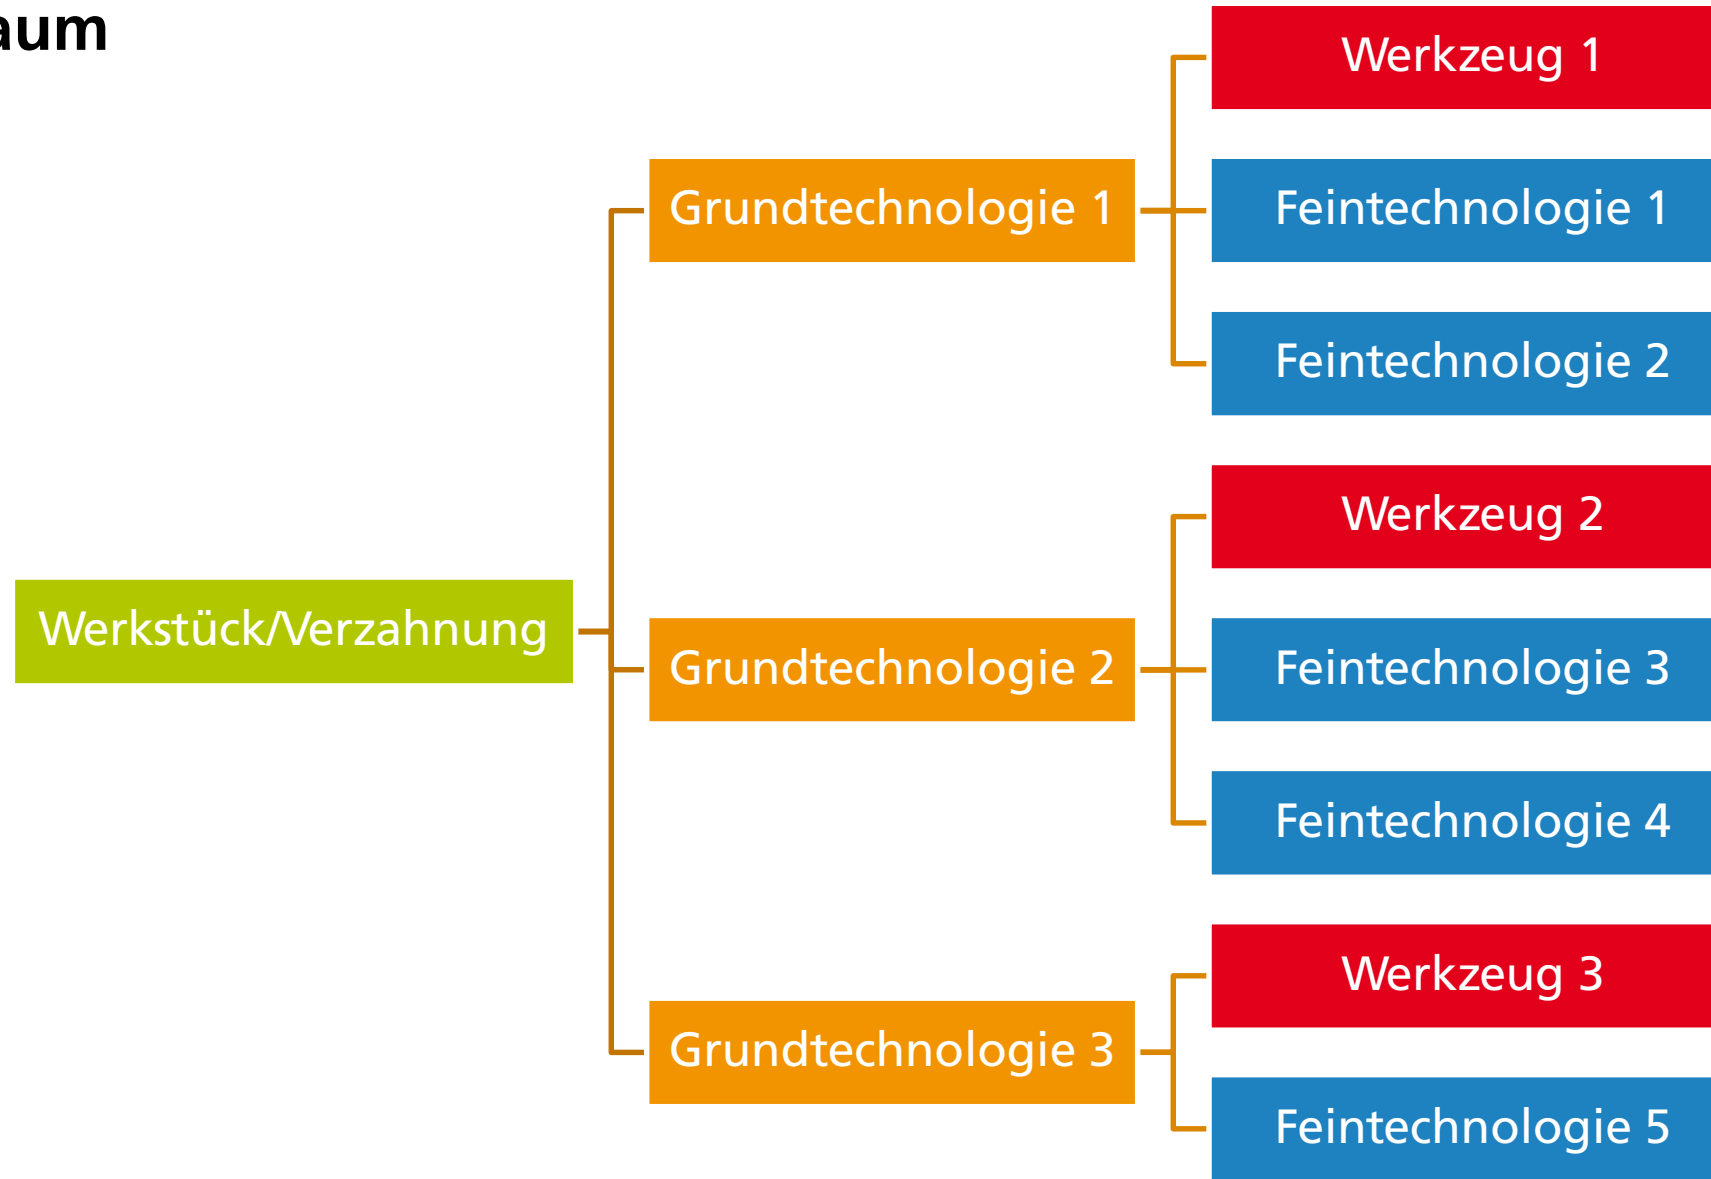 aum
Werkzeug 1
Grundtechnologie 1
Feintechnologie 1
Feintechnologie 2
Werkzeug 2
Werkstück/Verzahnung
Grundtechnologie 2
Feintechnologie 3
Feintechnologie 4
Werkzeug 3
Grundtechnologie 3
Feintechnologie 5